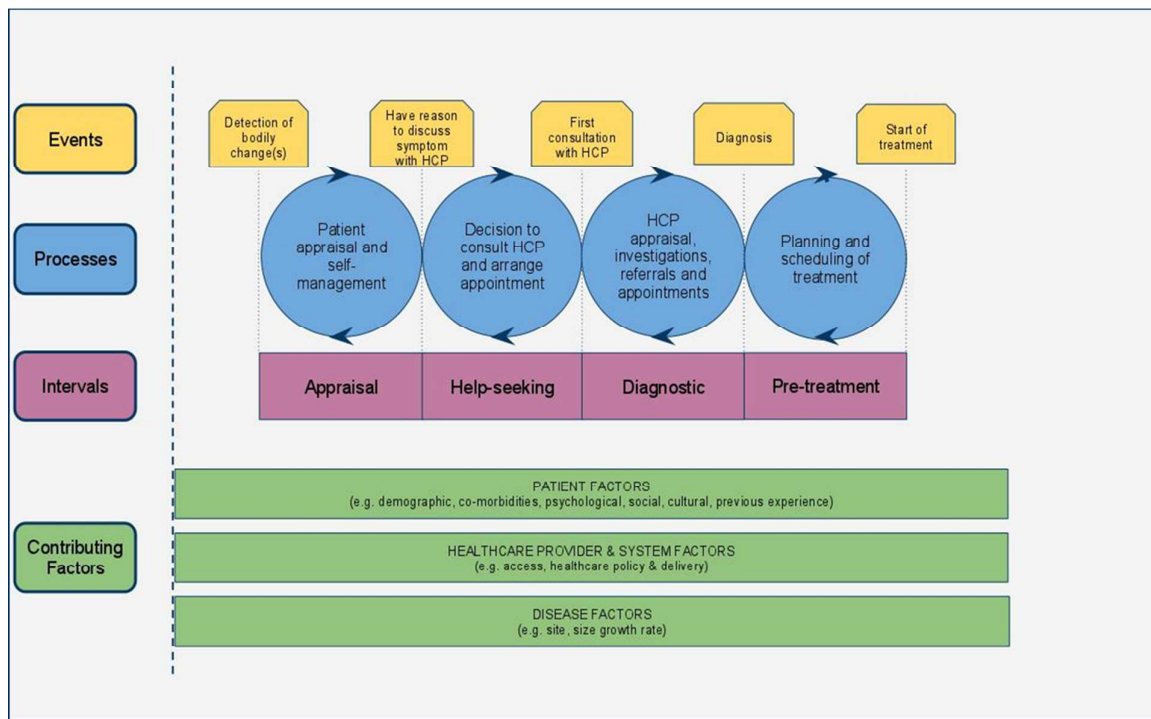 Events
Detection of
bodily
change(s)
Have reason
to discuss
symptom
with HCP
First
consultation
with HCP
Diagnosis
Start of
treatment
Processes
Patient
appraisal and
self-
management
Decision to
consult HCP
and arrange
appointment
HCP
appraisal,
investigations,
referrals and
appointments
Planning and
scheduling of
treatment
Intervals
Appraisal
Help-seeking
Diagnostic
Pre-treatment
Contributing
Factors
PATIENT FACTORS
(e.g. demographic, co-morbidities, psychological, social, cultural, previous experience)
HEALTHCARE PROVIDER & SYSTEM FACTORS
(e.g. access, healthcare policy & delivery)
DISEASE FACTORS
(e.g. site, size growth rate)